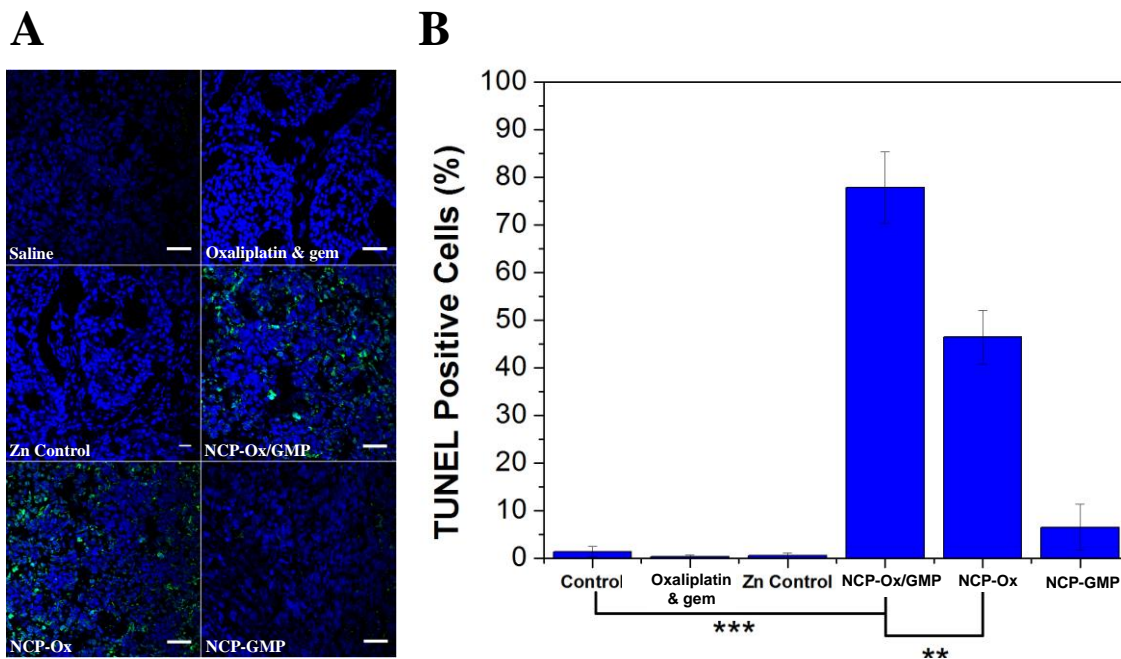 A
B
Saline
Oxaliplatin & gem
Zn Control
NCP-Ox/GMP
NCP-Ox
NCP-GMP
TUNEL Positive Cells (%)
100
90
80
70
60
50
40
30
20
10
0
Control
Oxaliplatin
& gem
Zn Control
NCP-Ox/GMP
NCP-Ox
NCP-GMP
***
**